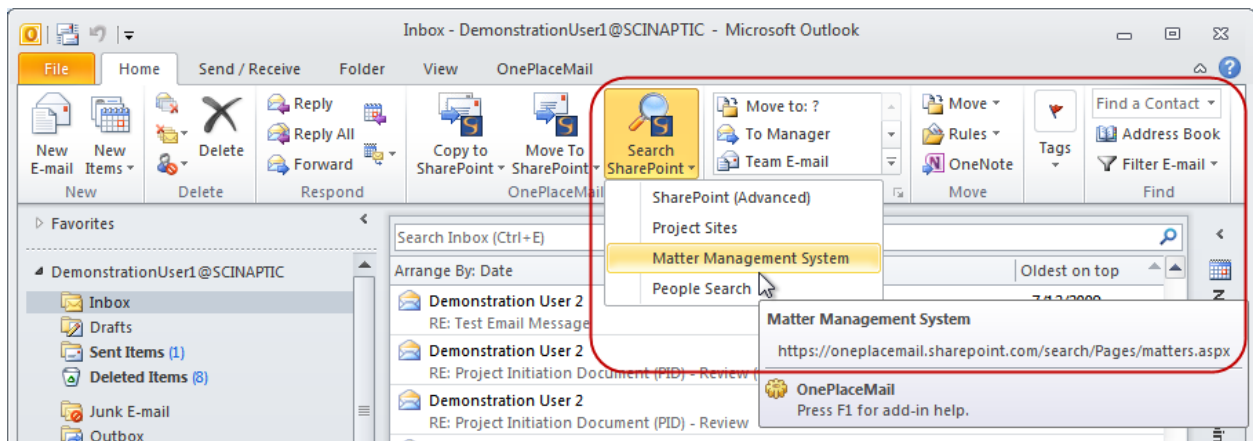 Inbox - DemonstrationUser1@SCINAPTIC - Microsoft Outlook
File Home Send / Receive Folder View OnePlaceMail
New E-mail
New Items
Delete
Reply
Reply All
Forward
Copy to SharePoint
Move To SharePoint
Search SharePoint
Move to: ?
To Manager
Team E-mail
Move
Rules
OneNote
Tags
Find a Contact
Address Book
Filter E-mail
New Delete Respond OnePlaceMail Move Find
SharePoint (Advanced)
Project Sites
Matter Management System
People Search
Favorites
DemonstrationUser1@SCINAPTIC
Inbox
Drafts
Sent Items (1)
Deleted Items (8)
Junk E-mail
Outbox
Search Inbox (Ctrl+E)
Arrange By: Date Oldest on top
Demonstration User 2
RE: Test Email Message
Demonstration User 2
RE: Project Initiation Document (PID) - Review (
Demonstration User 2
RE: Project Initiation Document (PID) - Review
Matter Management System
https://oneplacemail.sharepoint.com/search/Pages/matters.aspx
OnePlaceMail
Press F1 for add-in help.